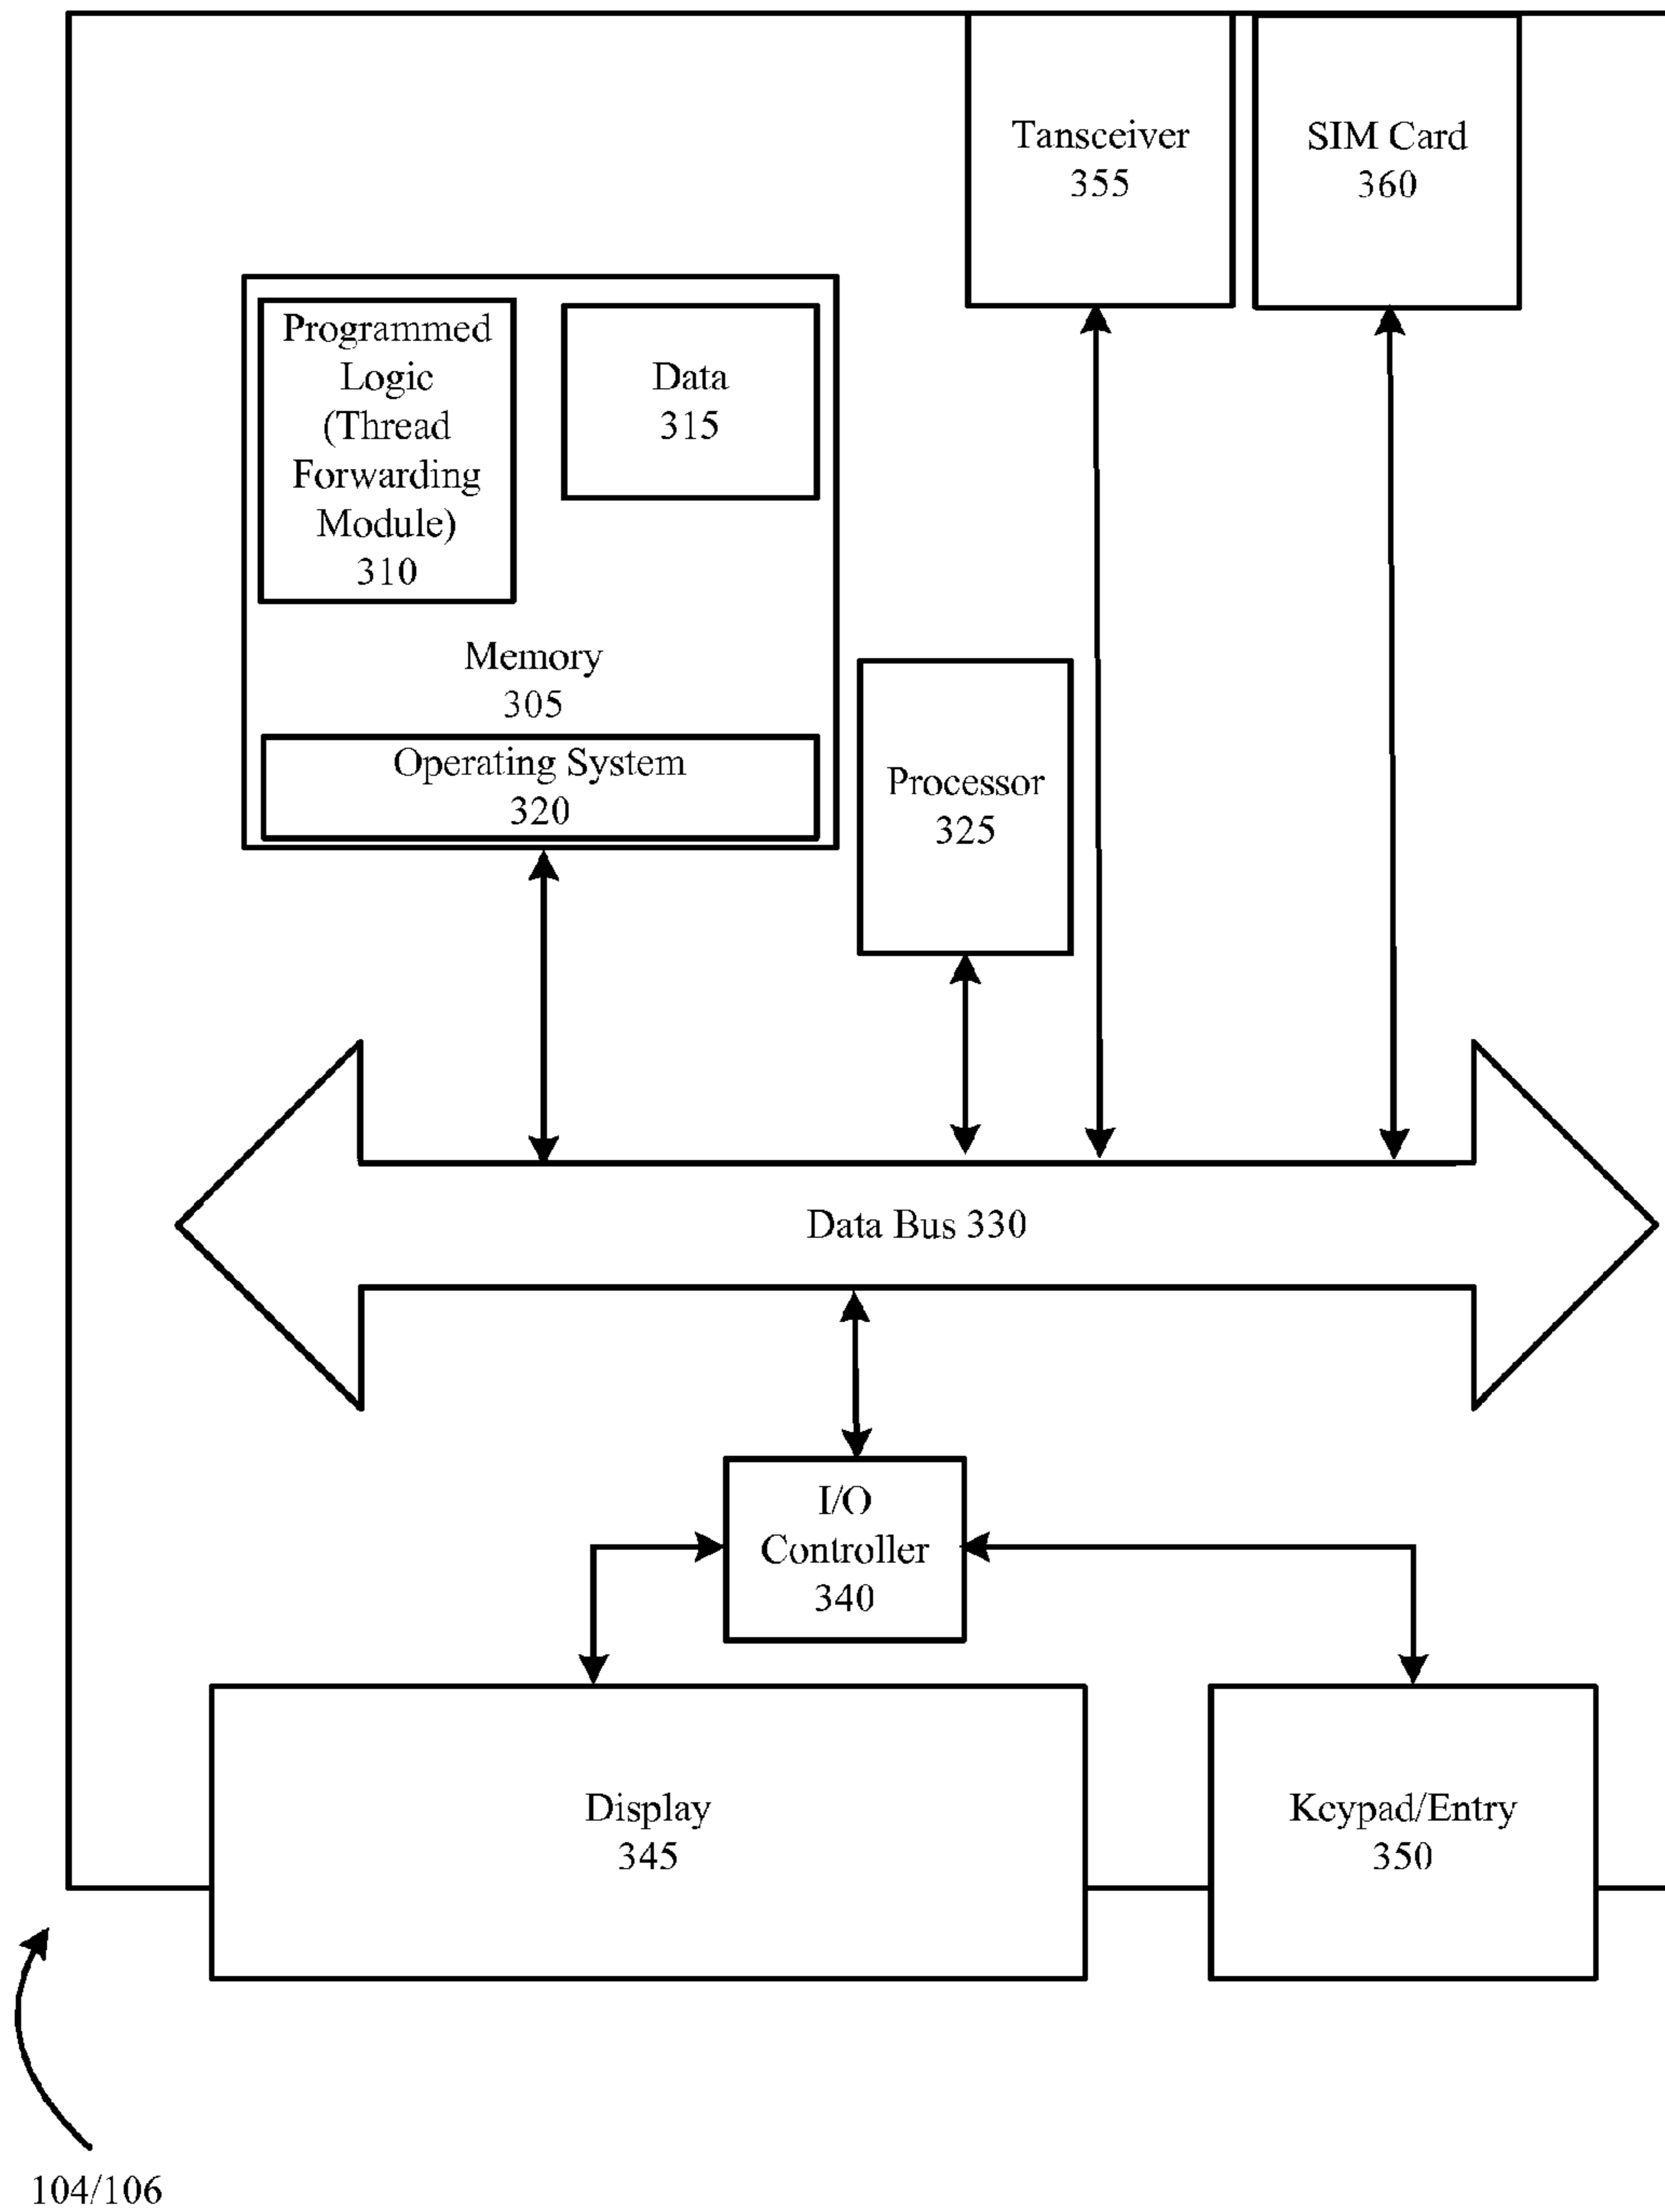 Tansceiver
355
SIM Card
360
Programmed
Logic
(Thread
Forwarding
Module)
310
Data
315
Memory
305
Operating System
320
Processor
325
Data Bus 330
I/O
Controller
340
Display
345
Keypad/Entry
350
104/106